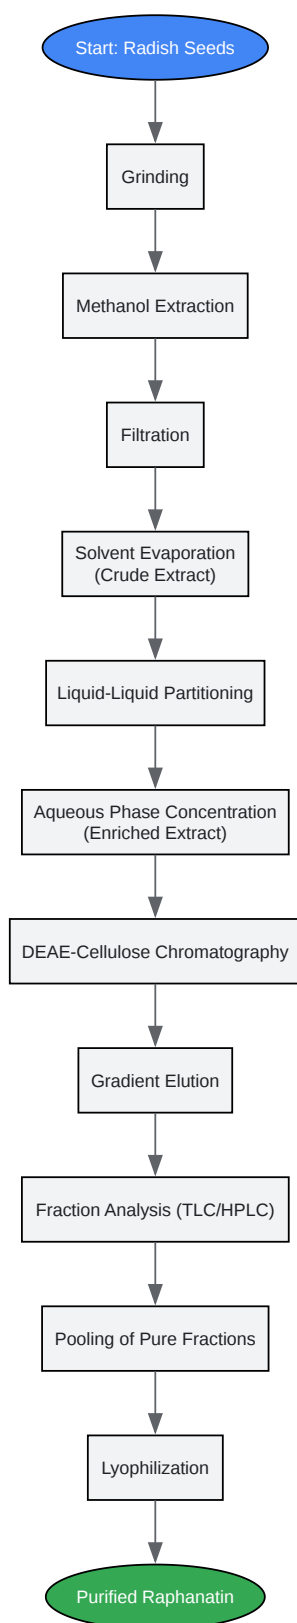 Start: Radish Seeds
Grinding
Methanol Extraction
Filtration
Solvent Evaporation
(Crude Extract)
Liquid-Liquid Partitioning
Aqueous Phase Concentration
(Enriched Extract)
DEAE-Cellulose Chromatography
Gradient Elution
Fraction Analysis (TLC/HPLC)
Pooling of Pure Fractions
Lyophilization
Purified Raphanatin